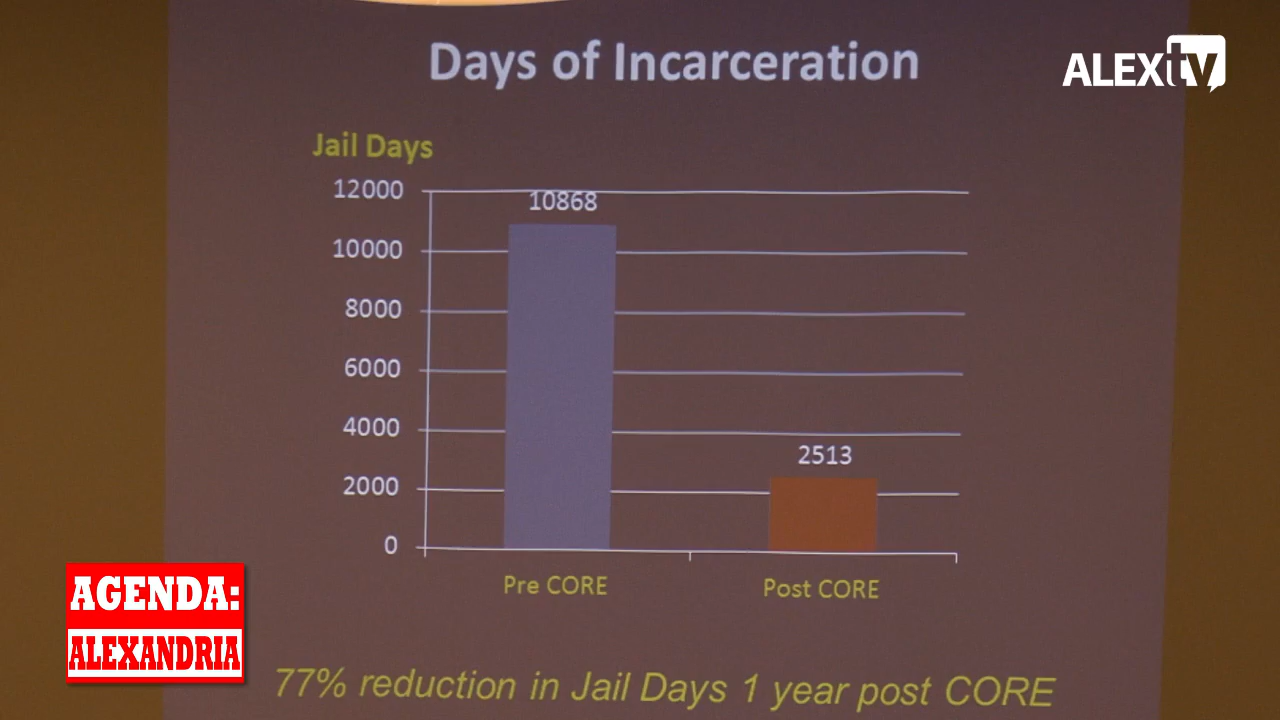 Days of Incarceration
ALEXtv
Jail Days
12000
10868
10000
8000
6000
4000
2513
2000
0
Pre CORE
Post CORE
AGENDA:
ALEXANDRIA
77% reduction in Jail Days 1 year post CORE